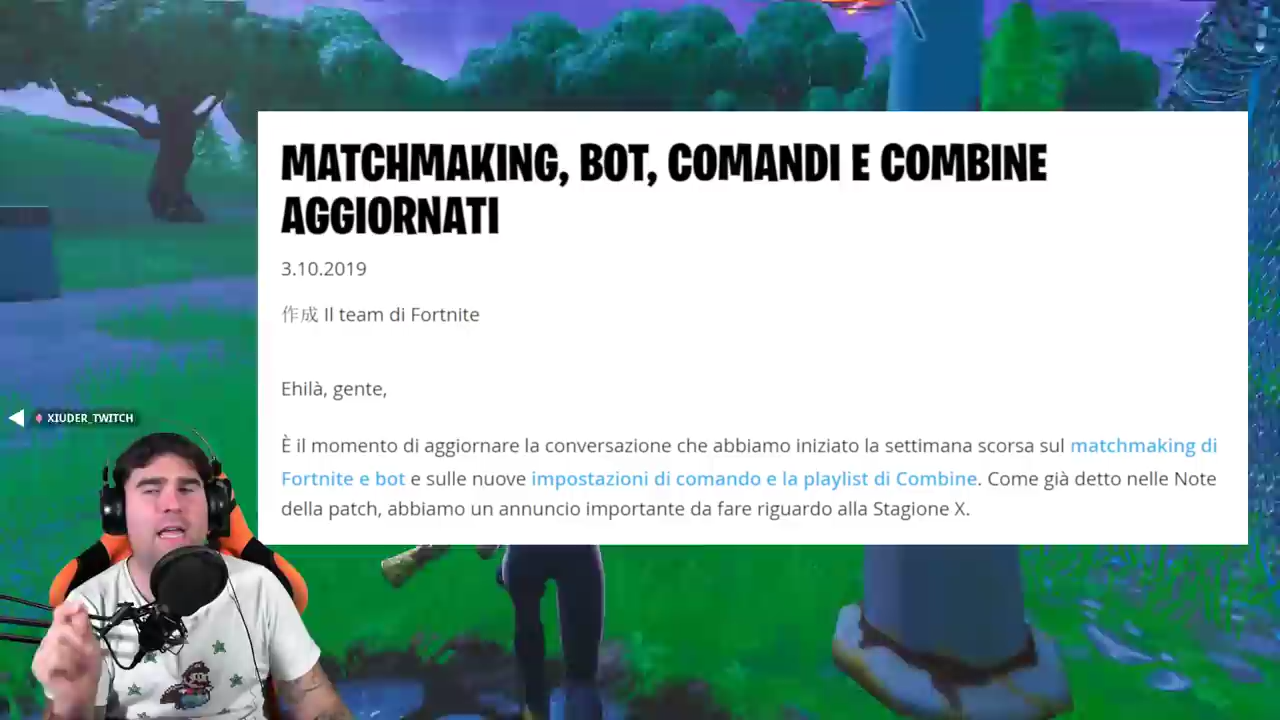 MATCHMAKING, BOT, COMANDI E COMBINE
AGGIORNATI
3.10.2019
作成 Il team di Fortnite
Ehilà, gente,
È il momento di aggiornare la conversazione che abbiamo iniziato la settimana scorsa sul matchmaking di
Fortnite e bot e sulle nuove impostazioni di comando e la playlist di Combine. Come già detto nelle Note
della patch, abbiamo un annuncio importante da fare riguardo alla Stagione X.
XIUDER_TWITCH